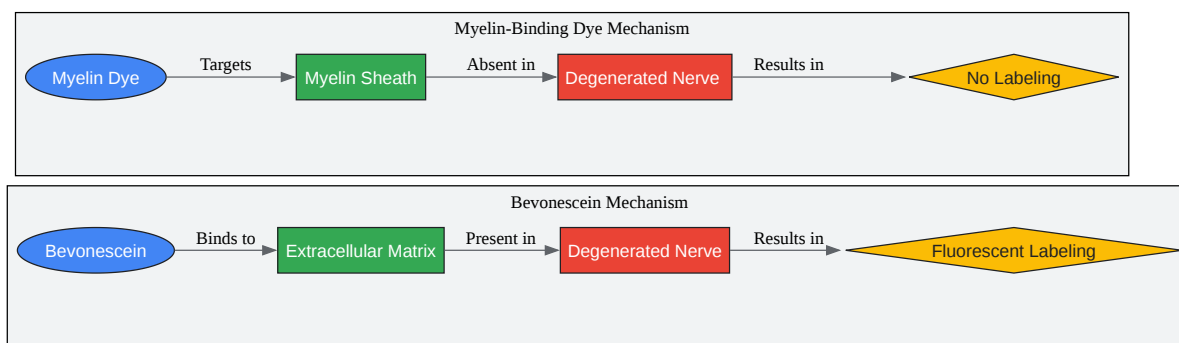 Myelin-Binding Dye Mechanism
Myelin Dye
Targets
Myelin Sheath
Absent in
Degenerated Nerve
Results in
No Labeling
Bevonescein Mechanism
Bevonescein
Binds to
Extracellular Matrix
Present in
Degenerated Nerve
Results in
Fluorescent Labeling